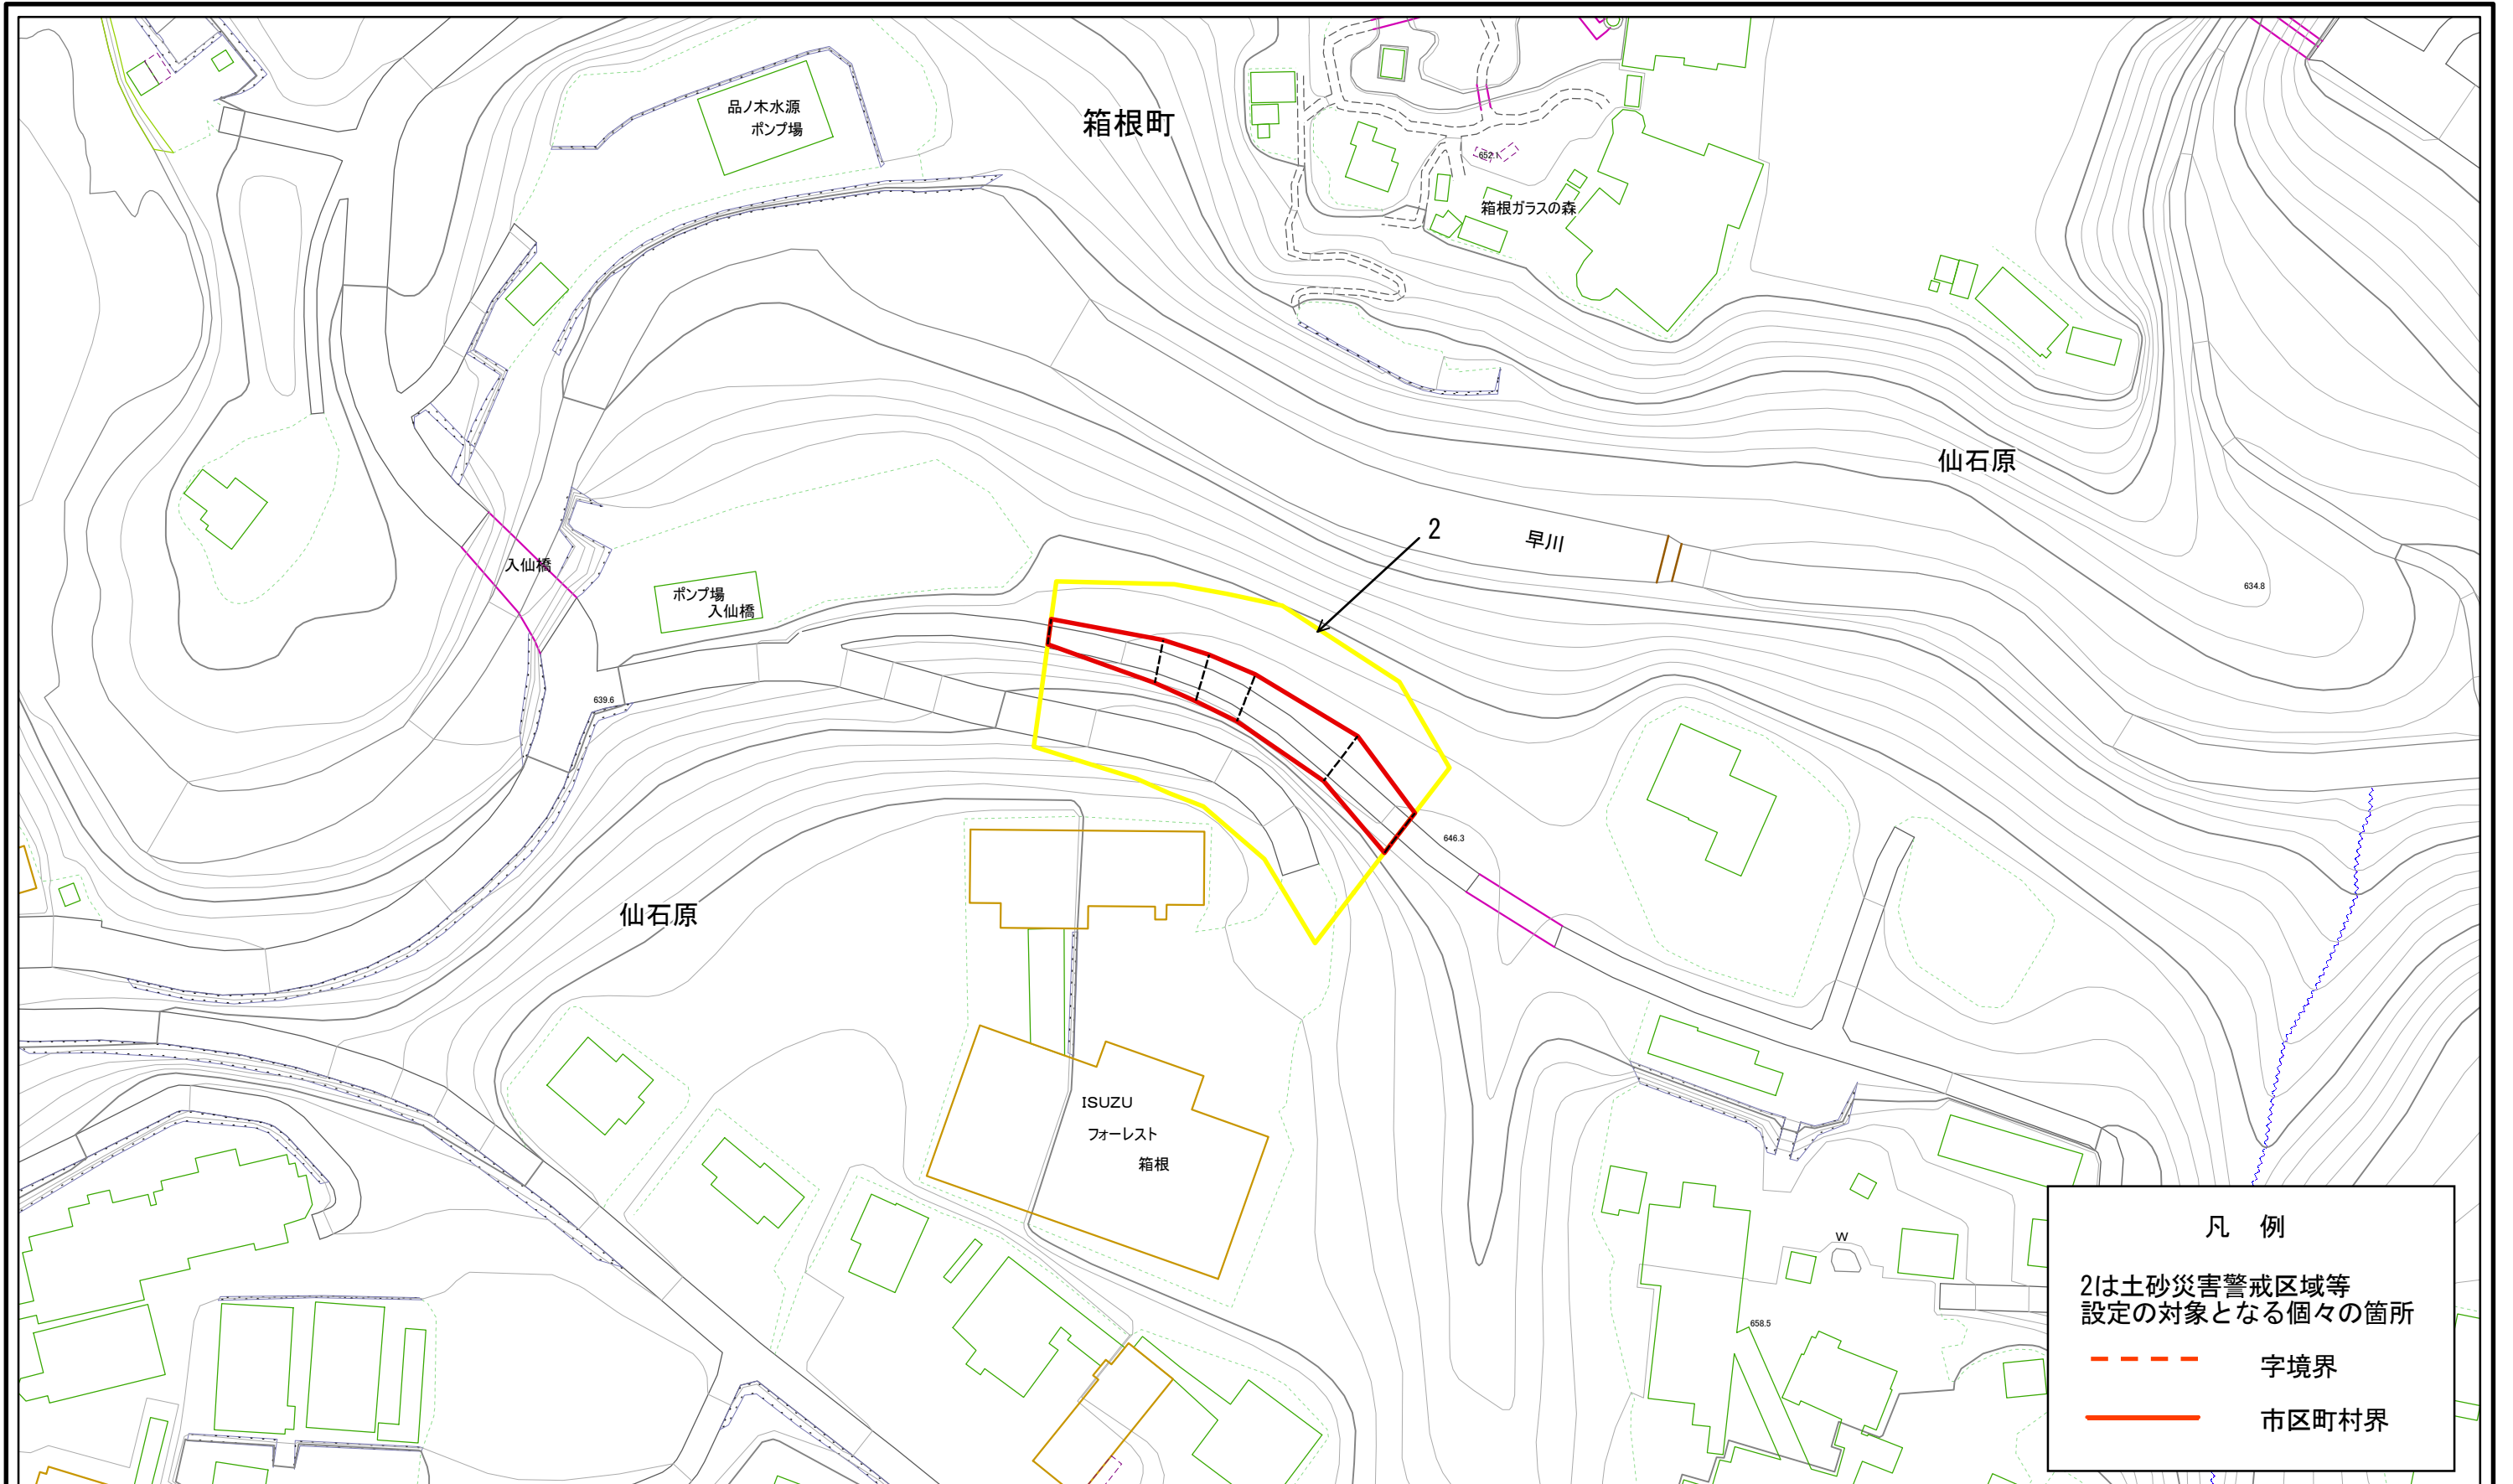 品ノ木水源
ポンプ場
箱根町
652.1
箱根ガラスの森
仙石原
2
早川
634.8
入仙橋
ポンプ場
入仙橋
639.6
646.3
仙石原
ISUZU
フォーレスト
箱根
W
658.5
凡 例
2は土砂災害警戒区域等
設定の対象となる個々の箇所
字境界
市区町村界